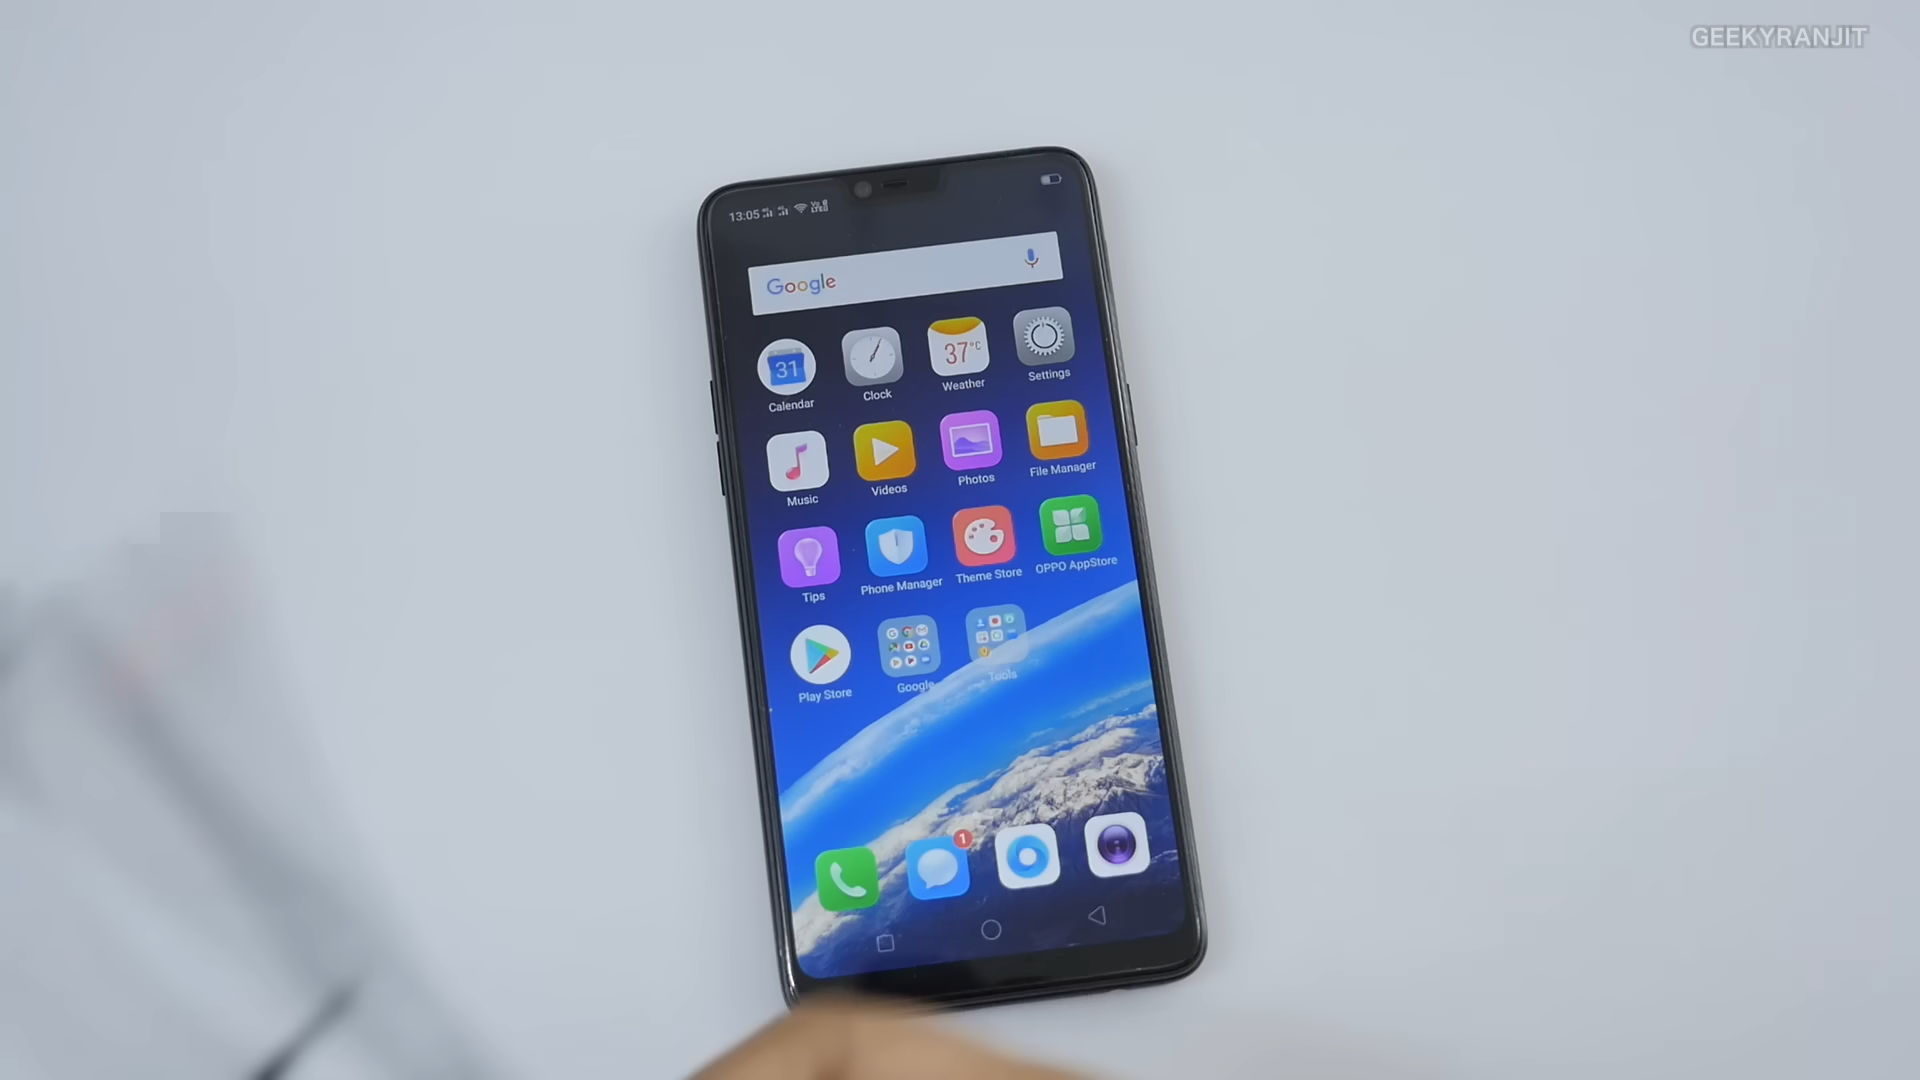 GEEKYRANJIT
13:05
Google
31
37°C
Calendar
Clock
Weather
Settings
Music
Videos
Photos
File Manager
Tips
Phone Manager
Theme Store
OPPO AppStore
Play Store
Google
Tools
1